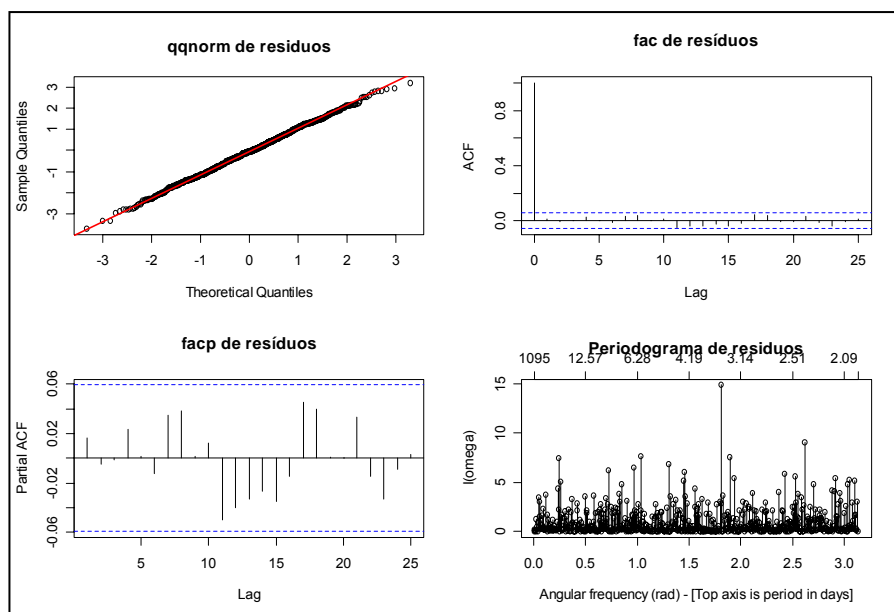 qqnorm de residuos
Sample Quantiles
3
2
1
-1
-3
-3 -2 -1 0 1 2 3
Theoretical Quantiles
fac de resíduos
ACF
0.8
0.4
0.0
0 5 10 15 20 25
Lag
facp de resíduos
Partial ACF
0.06
0.02
-0.02
-0.06
5 10 15 20 25
Lag
Periodograma de residuos
1095 12.57 6.28 4.19 3.14 2.51 2.09
I(omega)
15
10
5
0
0.0 0.5 1.0 1.5 2.0 2.5 3.0
Angular frequency (rad) - [Top axis is period in days]